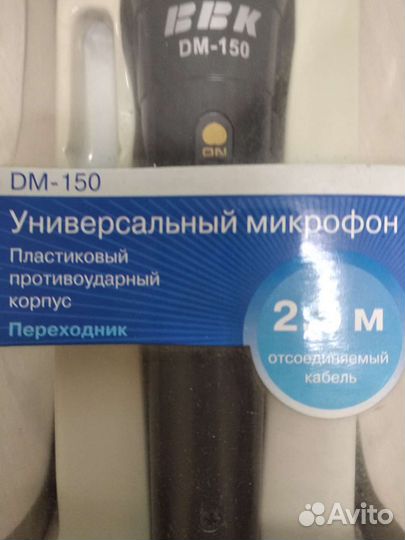 BBK
DM-150
ON
DM-150
Универсальный микрофон
Пластиковый
противоударный
корпус
Переходник
м
отсоединяемый
кабель
Avito